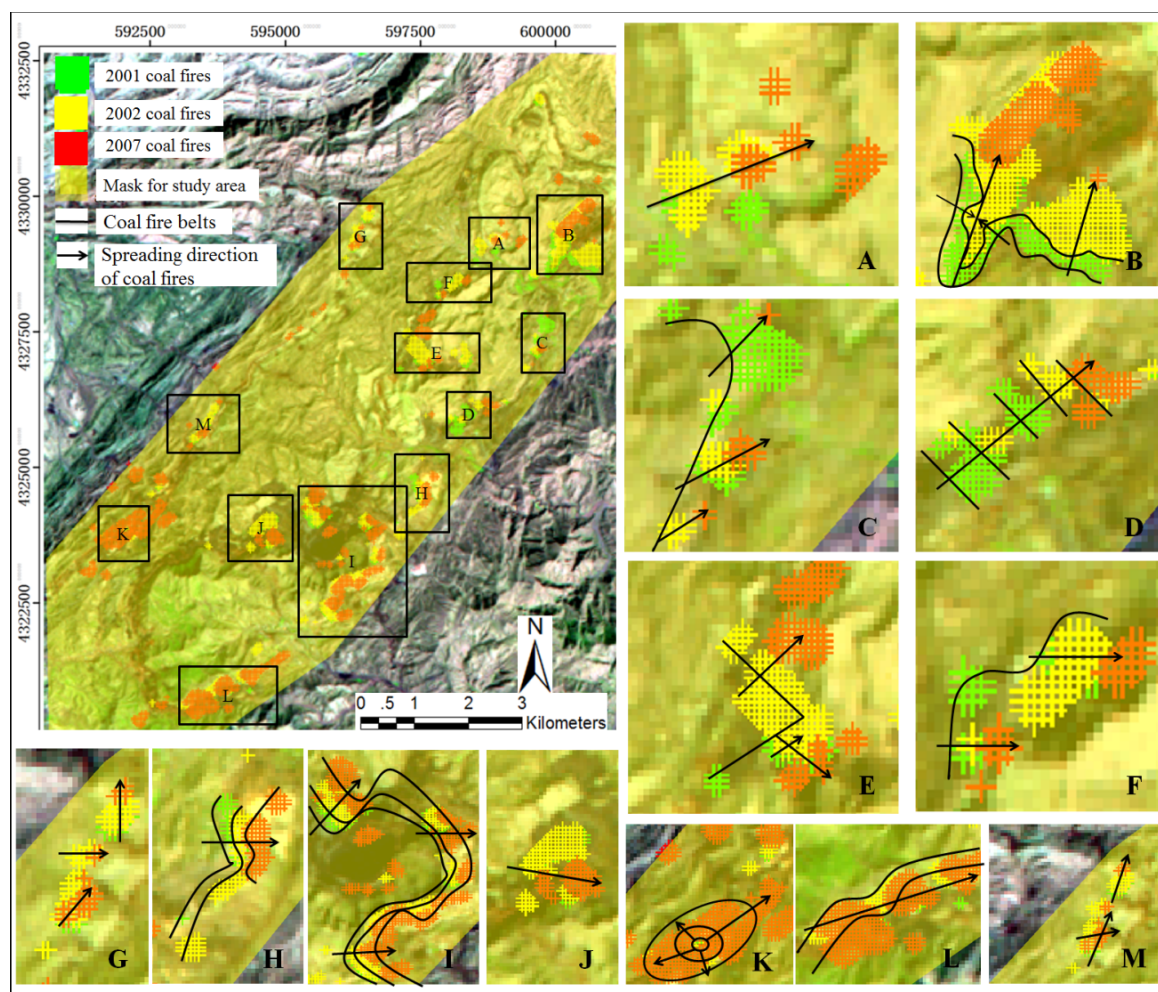 592500 595000 597500 600000
4332500
4330000
4327500
4325000
4322500
2001 coal fires
2002 coal fires
2007 coal fires
Mask for study area
Coal fire belts
Spreading direction
of coal fires
G
A
B
F
E
C
D
M
H
K
J
I
L
N
0 .5 1 2 3
Kilometers
A
B
C
D
E
F
G
H
I
J
K
L
M